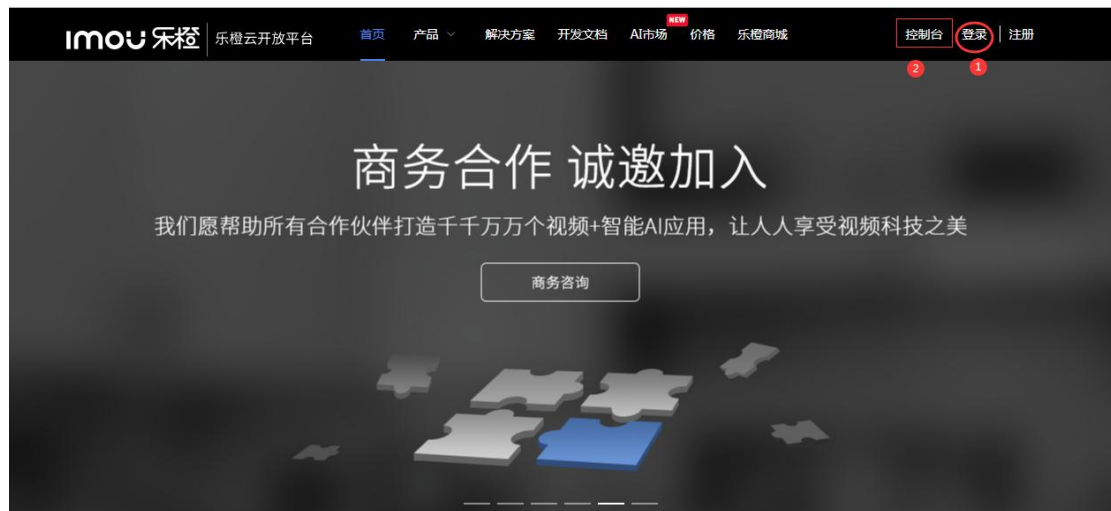 imou 乐橙 乐橙云开放平台 首页 产品 解决方案 开发文档 AI市场 NEW 价格 乐橙商城 控制台 登录 注册
2 1
商务合作 诚邀加入
我们愿帮助所有合作伙伴打造千千万万个视频+智能AI应用，让人人享受视频科技之美
商务咨询